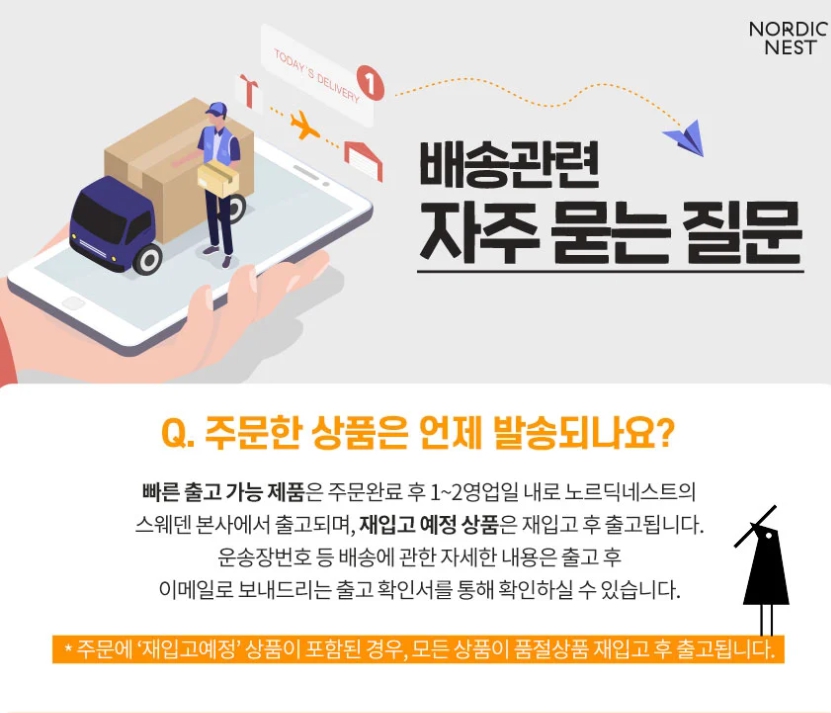 NORDIC
NEST
TODAY'S DELIVERY
1
배송관련
자주 묻는 질문
Q. 주문한 상품은 언제 발송되나요?
빠른 출고 가능 제품은 주문완료 후 1~2영업일 내로 노르딕네스트의
스웨덴 본사에서 출고되며, 재입고 예정 상품은 재입고 후 출고됩니다.
운송장번호 등 배송에 관한 자세한 내용은 출고 후
이메일로 보내드리는 출고 확인서를 통해 확인하실 수 있습니다.
* 주문에 ‘재입고예정’ 상품이 포함된 경우, 모든 상품이 품절상품 재입고 후 출고됩니다.